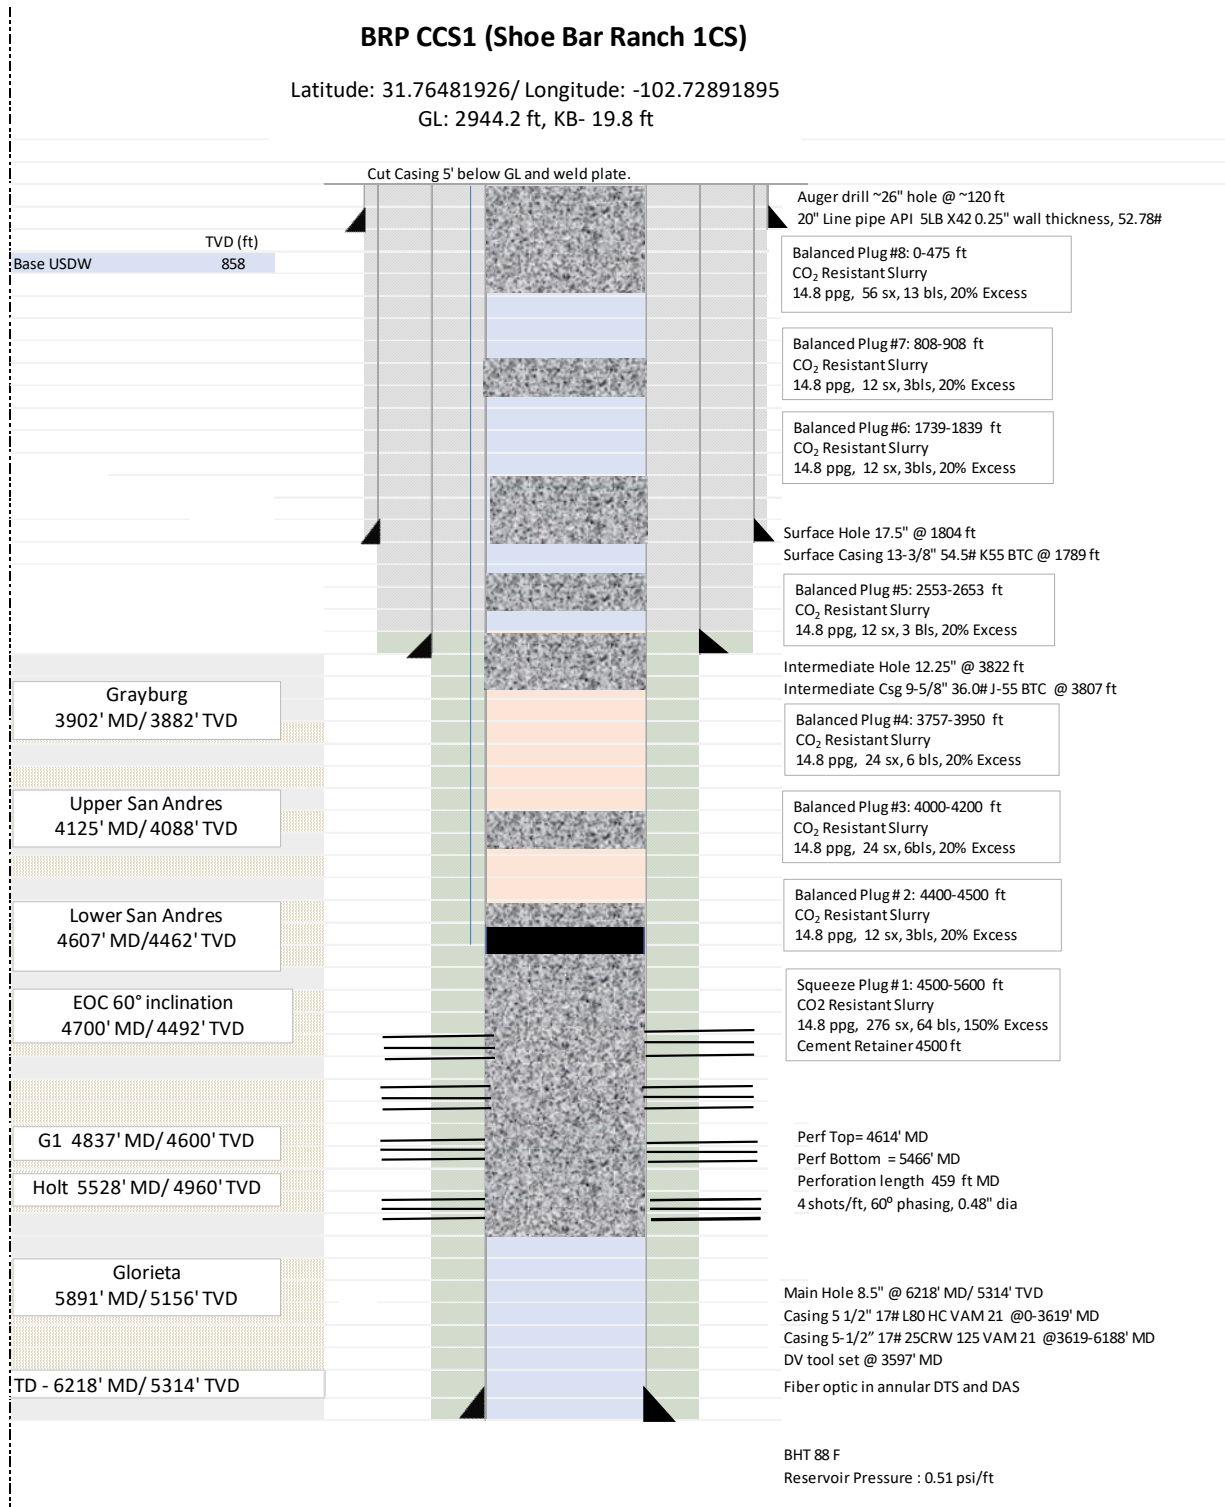 BRP CCS1 (Shoe Bar Ranch 1CS)
Latitude: 31.76481926/ Longitude: -102.72891895
GL: 2944.2 ft, KB- 19.8 ft
Cut Casing 5' below GL and weld plate.
Auger drill ~26" hole @ ~120 ft
20" Line pipe API 5LB X42 0.25" wall thickness, 52.78#
TVD (ft)
Base USDW 858
Balanced Plug #8: 0-475 ft
CO₂ Resistant Slurry
14.8 ppg, 56 sx, 13 bls, 20% Excess
Balanced Plug #7: 808-908 ft
CO₂ Resistant Slurry
14.8 ppg, 12 sx, 3bls, 20% Excess
Balanced Plug #6: 1739-1839 ft
CO₂ Resistant Slurry
14.8 ppg, 12 sx, 3bls, 20% Excess
Surface Hole 17.5" @ 1804 ft
Surface Casing 13-3/8" 54.5# K55 BTC @ 1789 ft
Balanced Plug #5: 2553-2653 ft
CO₂ Resistant Slurry
14.8 ppg, 12 sx, 3 Bls, 20% Excess
Intermediate Hole 12.25" @ 3822 ft
Intermediate Csg 9-5/8" 36.0# J-55 BTC @ 3807 ft
Grayburg
3902' MD/ 3882' TVD
Balanced Plug #4: 3757-3950 ft
CO₂ Resistant Slurry
14.8 ppg, 24 sx, 6 bls, 20% Excess
Upper San Andres
4125' MD/ 4088' TVD
Balanced Plug #3: 4000-4200 ft
CO₂ Resistant Slurry
14.8 ppg, 24 sx, 6bls, 20% Excess
Lower San Andres
4607' MD/4462' TVD
Balanced Plug # 2: 4400-4500 ft
CO₂ Resistant Slurry
14.8 ppg, 12 sx, 3bls, 20% Excess
EOC 60° inclination
4700' MD/ 4492' TVD
Squeeze Plug # 1: 4500-5600 ft
CO2 Resistant Slurry
14.8 ppg, 276 sx, 64 bls, 150% Excess
Cement Retainer 4500 ft
G1 4837' MD/ 4600' TVD
Holt 5528' MD/ 4960' TVD
Perf Top= 4614' MD
Perf Bottom = 5466' MD
Perforation length 459 ft MD
4 shots/ft, 60° phasing, 0.48" dia
Glorieta
5891' MD/ 5156' TVD
Main Hole 8.5" @ 6218' MD/ 5314' TVD
Casing 5 1/2" 17# L80 HC VAM 21 @0-3619' MD
Casing 5-1/2” 17# 25CRW 125 VAM 21 @3619-6188' MD
DV tool set @ 3597' MD
Fiber optic in annular DTS and DAS
TD - 6218' MD/ 5314' TVD
BHT 88 F
Reservoir Pressure : 0.51 psi/ft